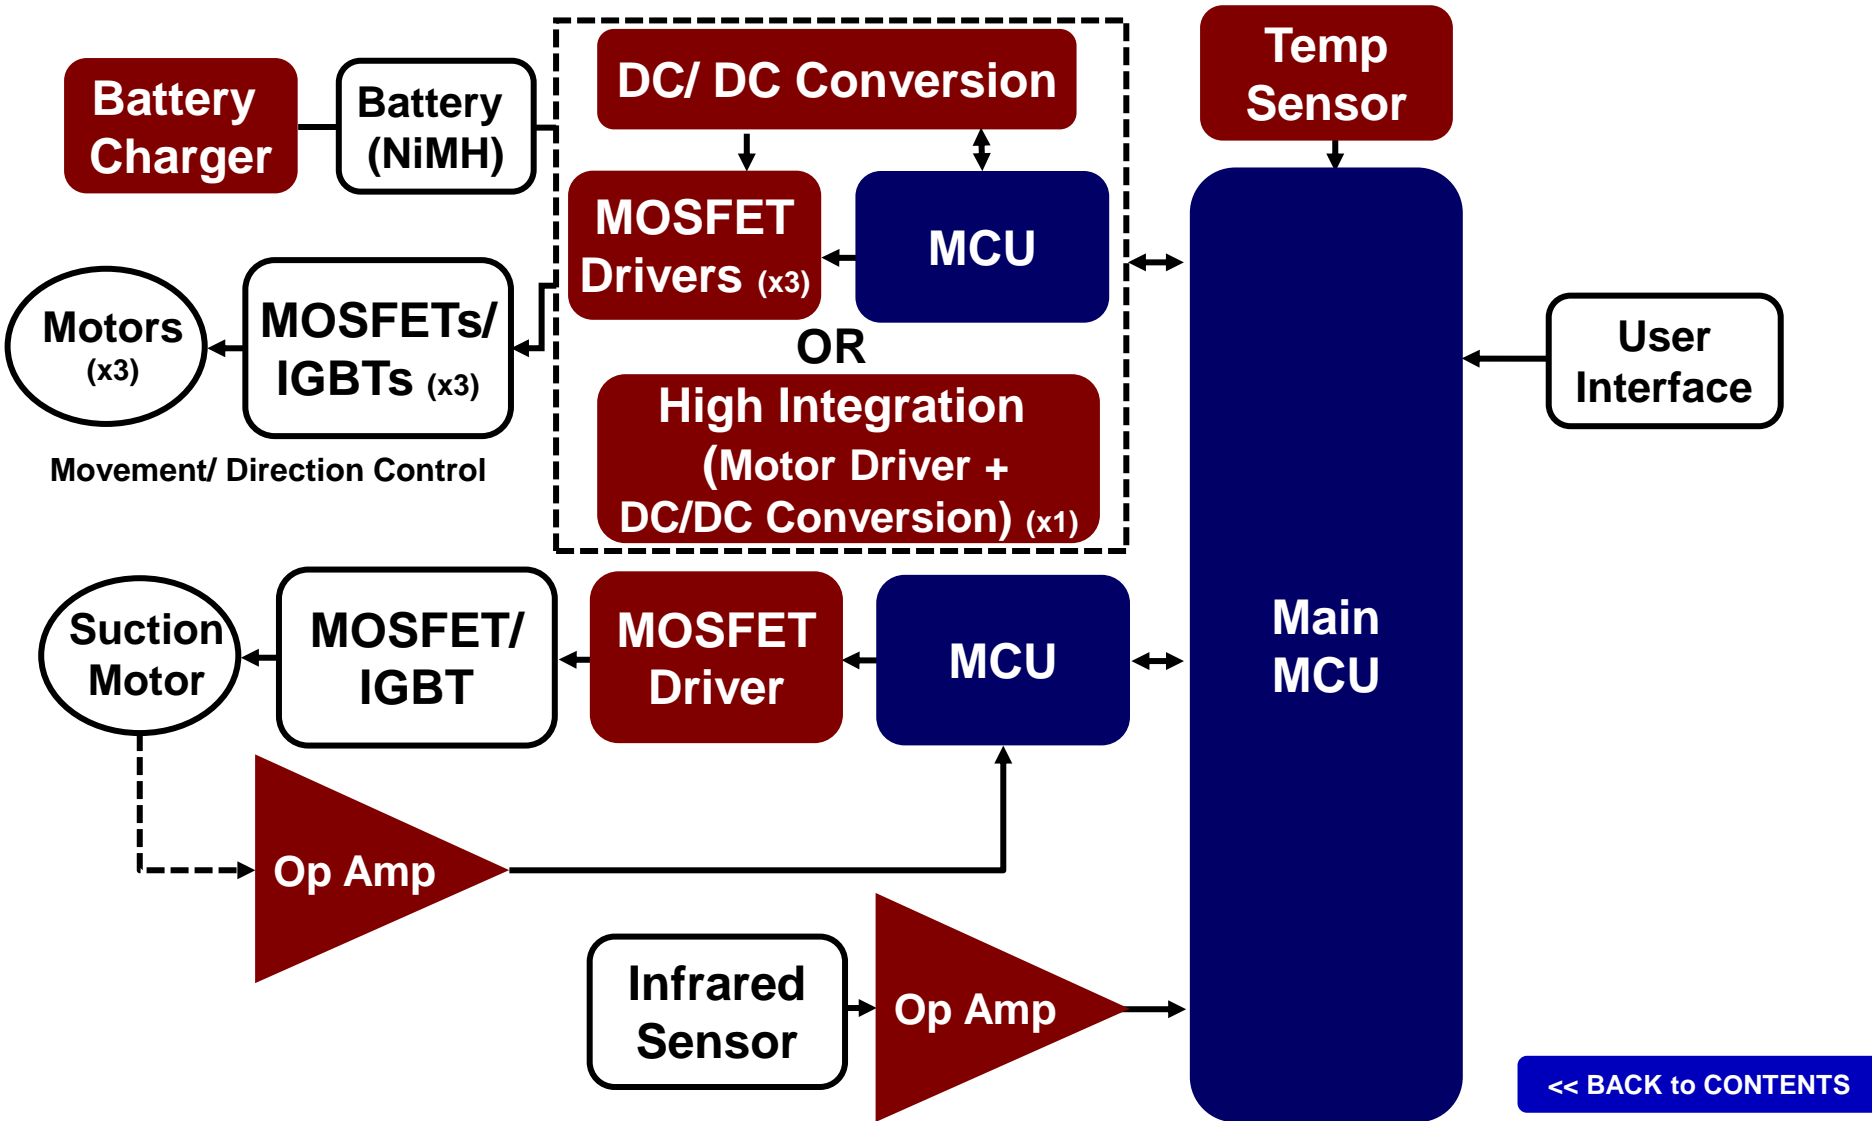 Battery
Charger
Battery
(NiMH)
DC/ DC Conversion
Temp
Sensor
MOSFET
Drivers (x3)
MCU
Motors
(x3)
MOSFETs/
IGBTs (x3)
OR
User
Interface
High Integration
(Motor Driver +
DC/DC Conversion) (x1)
Movement/ Direction Control
Suction
Motor
MOSFET/
IGBT
MOSFET
Driver
MCU
Main
MCU
Op Amp
Infrared
Sensor
Op Amp
<< BACK to CONTENTS